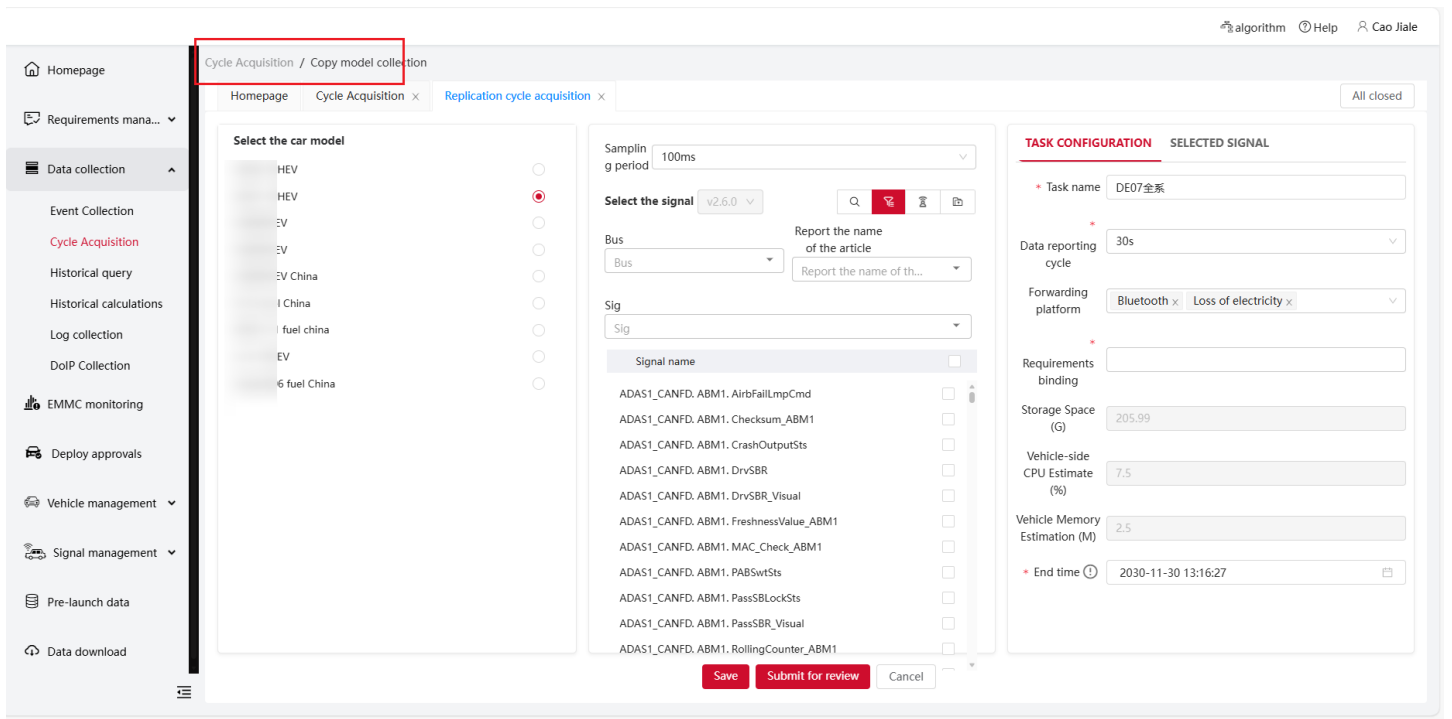 algorithm Help Cao Jiale
Homepage
Requirements mana...
Data collection
Event Collection
Cycle Acquisition
Historical query
Historical calculations
Log collection
DoIP Collection
EMMC monitoring
Deploy approvals
Vehicle management
Signal management
Pre-launch data
Data download
Cycle Acquisition / Copy model collection
Homepage Cycle Acquisition x Replication cycle acquisition x All closed
Select the car model
HEV
HEV
EV
EV
EV China
China
fuel china
EV
6 fuel China
Samplin
g period
100ms
Select the signal v2.6.0
Bus
Bus
Report the name
of the article
Report the name of th...
Sig
Sig
Signal name
ADAS1_CANFD. ABM1. AirbFailLmpCmd
ADAS1_CANFD. ABM1. Checksum_ABM1
ADAS1_CANFD. ABM1. CrashOutputSts
ADAS1_CANFD. ABM1. DrvSBR
ADAS1_CANFD. ABM1. DrvSBR_Visual
ADAS1_CANFD. ABM1. FreshnessValue_ABM1
ADAS1_CANFD. ABM1. MAC_Check_ABM1
ADAS1_CANFD. ABM1. PABSwtSts
ADAS1_CANFD. ABM1. PassSBLockSts
ADAS1_CANFD. ABM1. PassSBR_Visual
ADAS1_CANFD. ABM1. RollingCounter_ABM1
TASK CONFIGURATION SELECTED SIGNAL
* Task name DE07全系
*
Data reporting
cycle
30s
Forwarding
platform
Bluetooth x Loss of electricity x
*
Requirements
binding
Storage Space
(G)
205.99
Vehicle-side
CPU Estimate
(%)
7.5
Vehicle Memory
Estimation (M)
2.5
* End time 2030-11-30 13:16:27
Save Submit for review Cancel